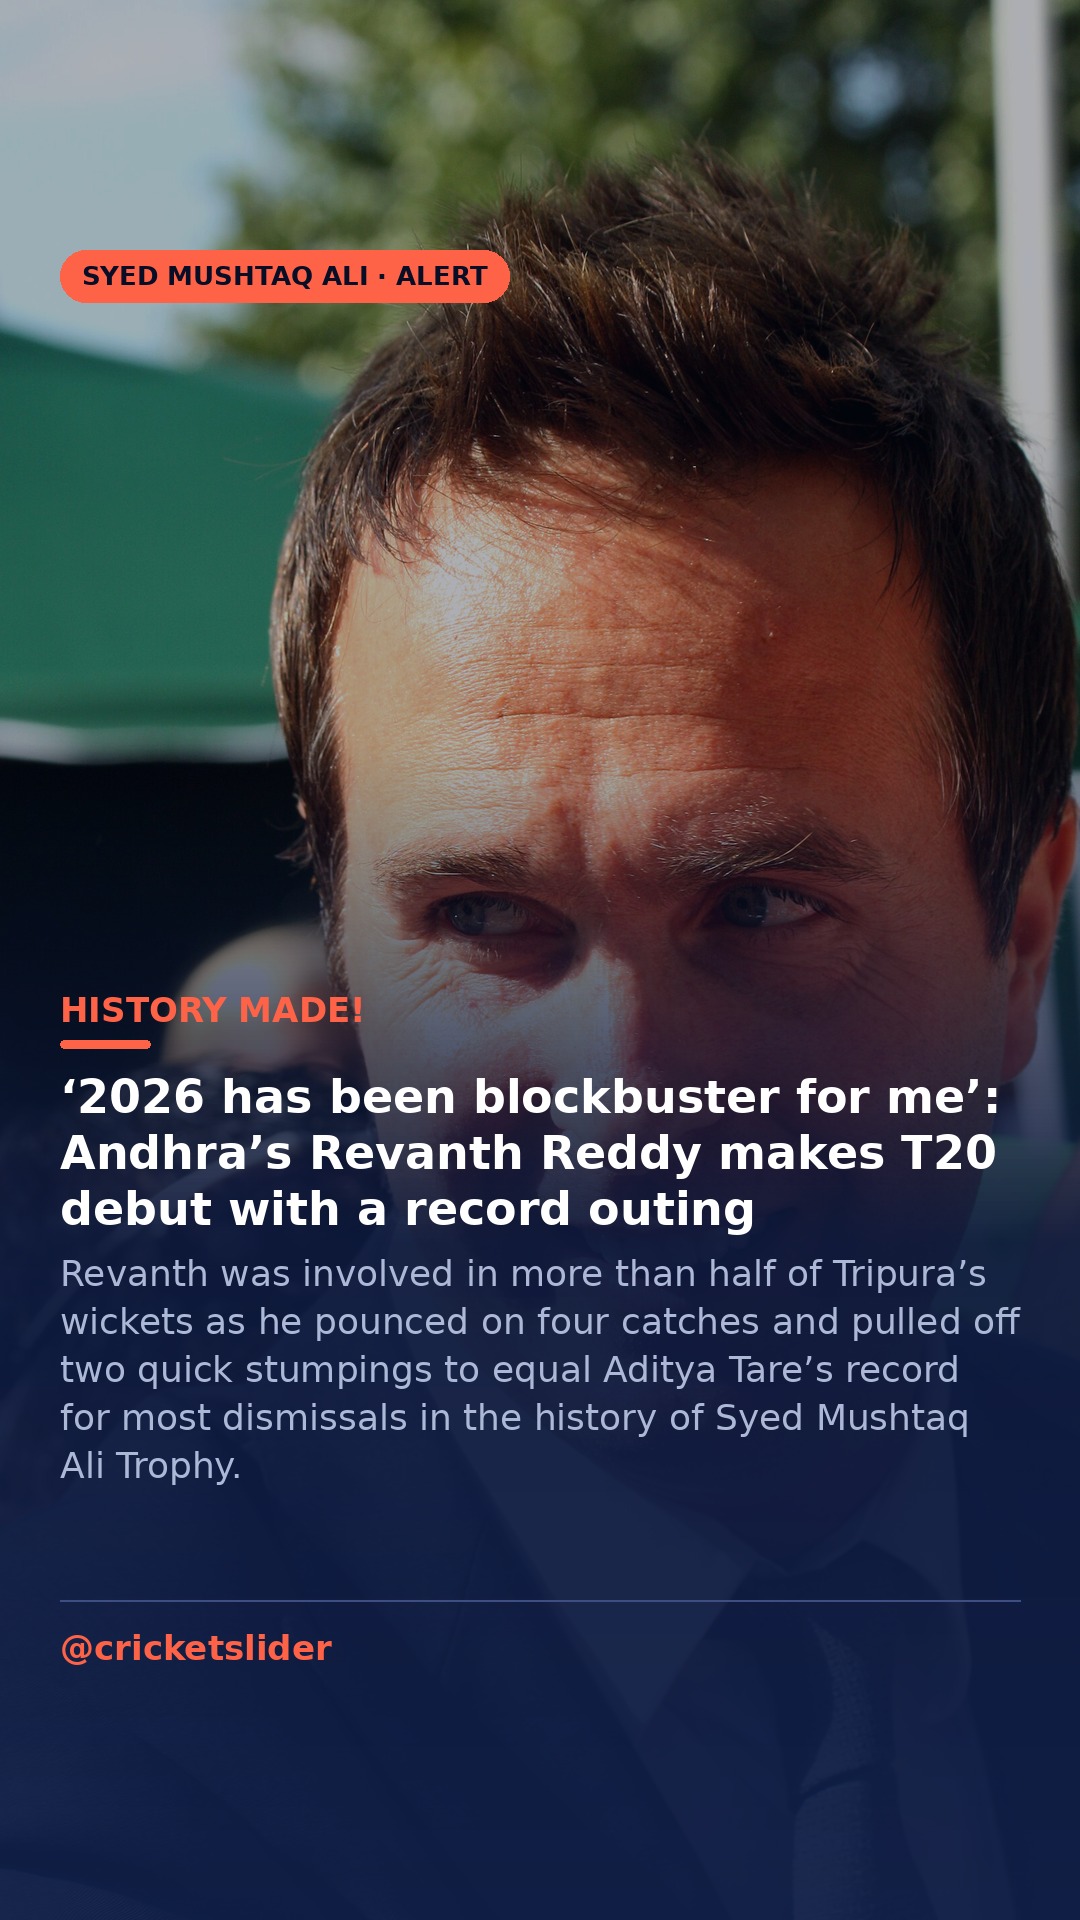 SYED MUSHTAQ ALI · ALERT
HISTORY MADE!
‘2026 has been blockbuster for me’:
Andhra’s Revanth Reddy makes T20
debut with a record outing
Revanth was involved in more than half of Tripura’s
wickets as he pounced on four catches and pulled off
two quick stumpings to equal Aditya Tare’s record
for most dismissals in the history of Syed Mushtaq
Ali Trophy.
@cricketslider